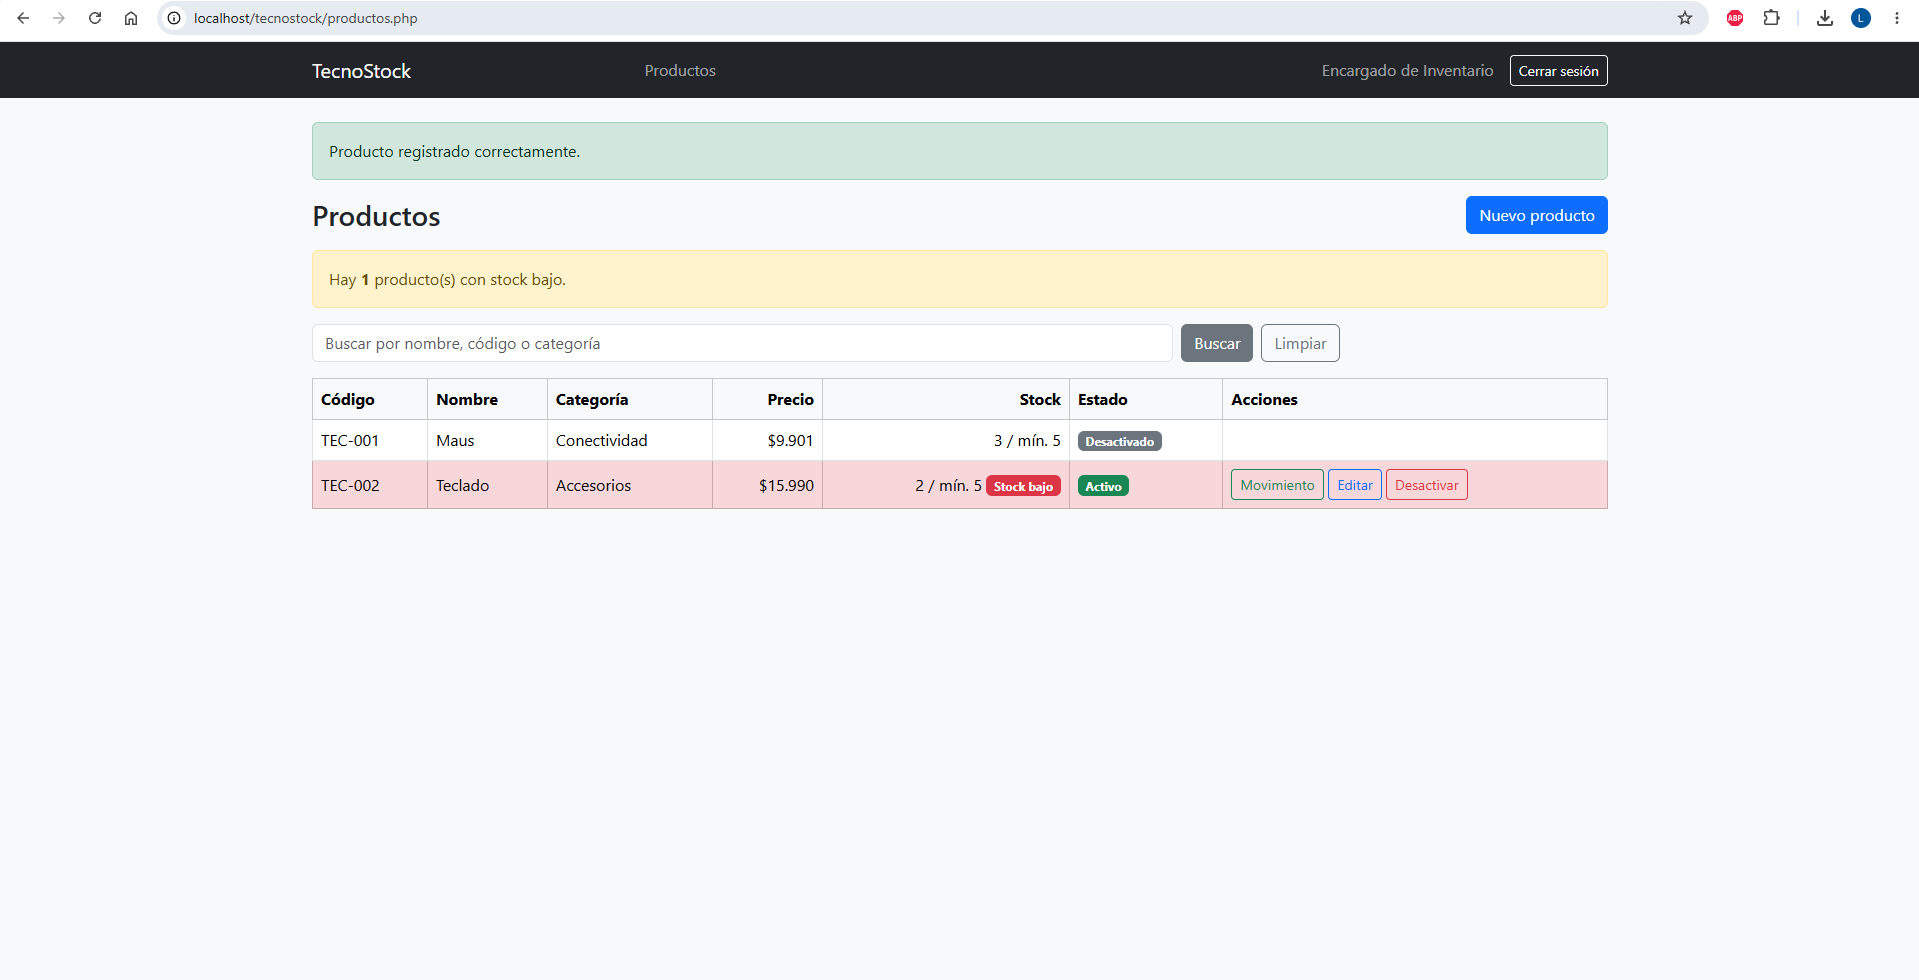 localhost/tecnostock/productos.php
ABP
L
TecnoStock Productos Encargado de Inventario Cerrar sesión
Producto registrado correctamente.
Productos Nuevo producto
Hay 1 producto(s) con stock bajo.
Buscar por nombre, código o categoría Buscar Limpiar
Código Nombre Categoría Precio Stock Estado Acciones
TEC-001 Maus Conectividad $9.901 3 / mín. 5 Desactivado
TEC-002 Teclado Accesorios $15.990 2 / mín. 5 Stock bajo Activo Movimiento Editar Desactivar